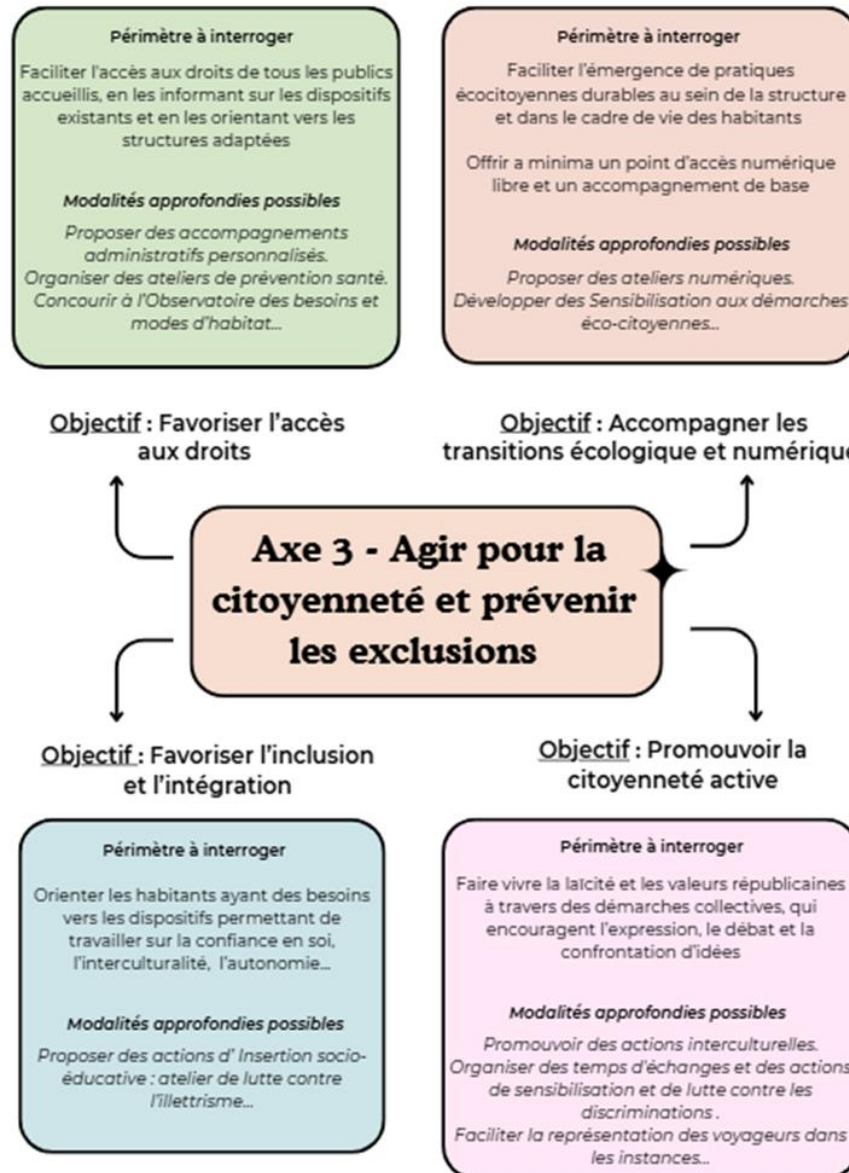 Périmètre à interroger
Faciliter l'accès aux droits de tous les publics
accueillis, en les informant sur les dispositifs
existants et en les orientant vers les
structures adaptées
Modalités approfondies possibles
Proposer des accompagnements
administratifs personnalisés.
Organiser des ateliers de prévention santé.
Concourir à l'Observatoire des besoins et
modes d'habitat...
Périmètre à interroger
Faciliter l'émergence de pratiques
écocitoyennes durables au sein de la structure
et dans le cadre de vie des habitants
Offrir a minima un point d'accès numérique
libre et un accompagnement de base
Modalités approfondies possibles
Proposer des ateliers numériques.
Développer des Sensibilisation aux démarches
éco-citoyennes...
Objectif : Favoriser l'accès
aux droits
Objectif : Accompagner les
transitions écologique et numérique
Axe 3 - Agir pour la
citoyenneté et prévenir
les exclusions
Objectif : Favoriser l'inclusion
et l'intégration
Objectif : Promouvoir la
citoyenneté active
Périmètre à interroger
Orienter les habitants ayant des besoins
vers les dispositifs permettant de
travailler sur la confiance en soi,
l'interculturalité, l'autonomie...
Modalités approfondies possibles
Proposer des actions d' Insertion socio-
éducative : atelier de lutte contre
l'illettrisme...
Périmètre à interroger
Faire vivre la laïcité et les valeurs républicaines
à travers des démarches collectives, qui
encouragent l'expression, le débat et la
confrontation d'idées
Modalités approfondies possibles
Promouvoir des actions interculturelles.
Organiser des temps d'échanges et des actions
de sensibilisation et de lutte contre les
discriminations .
Faciliter la représentation des voyageurs dans
les instances...